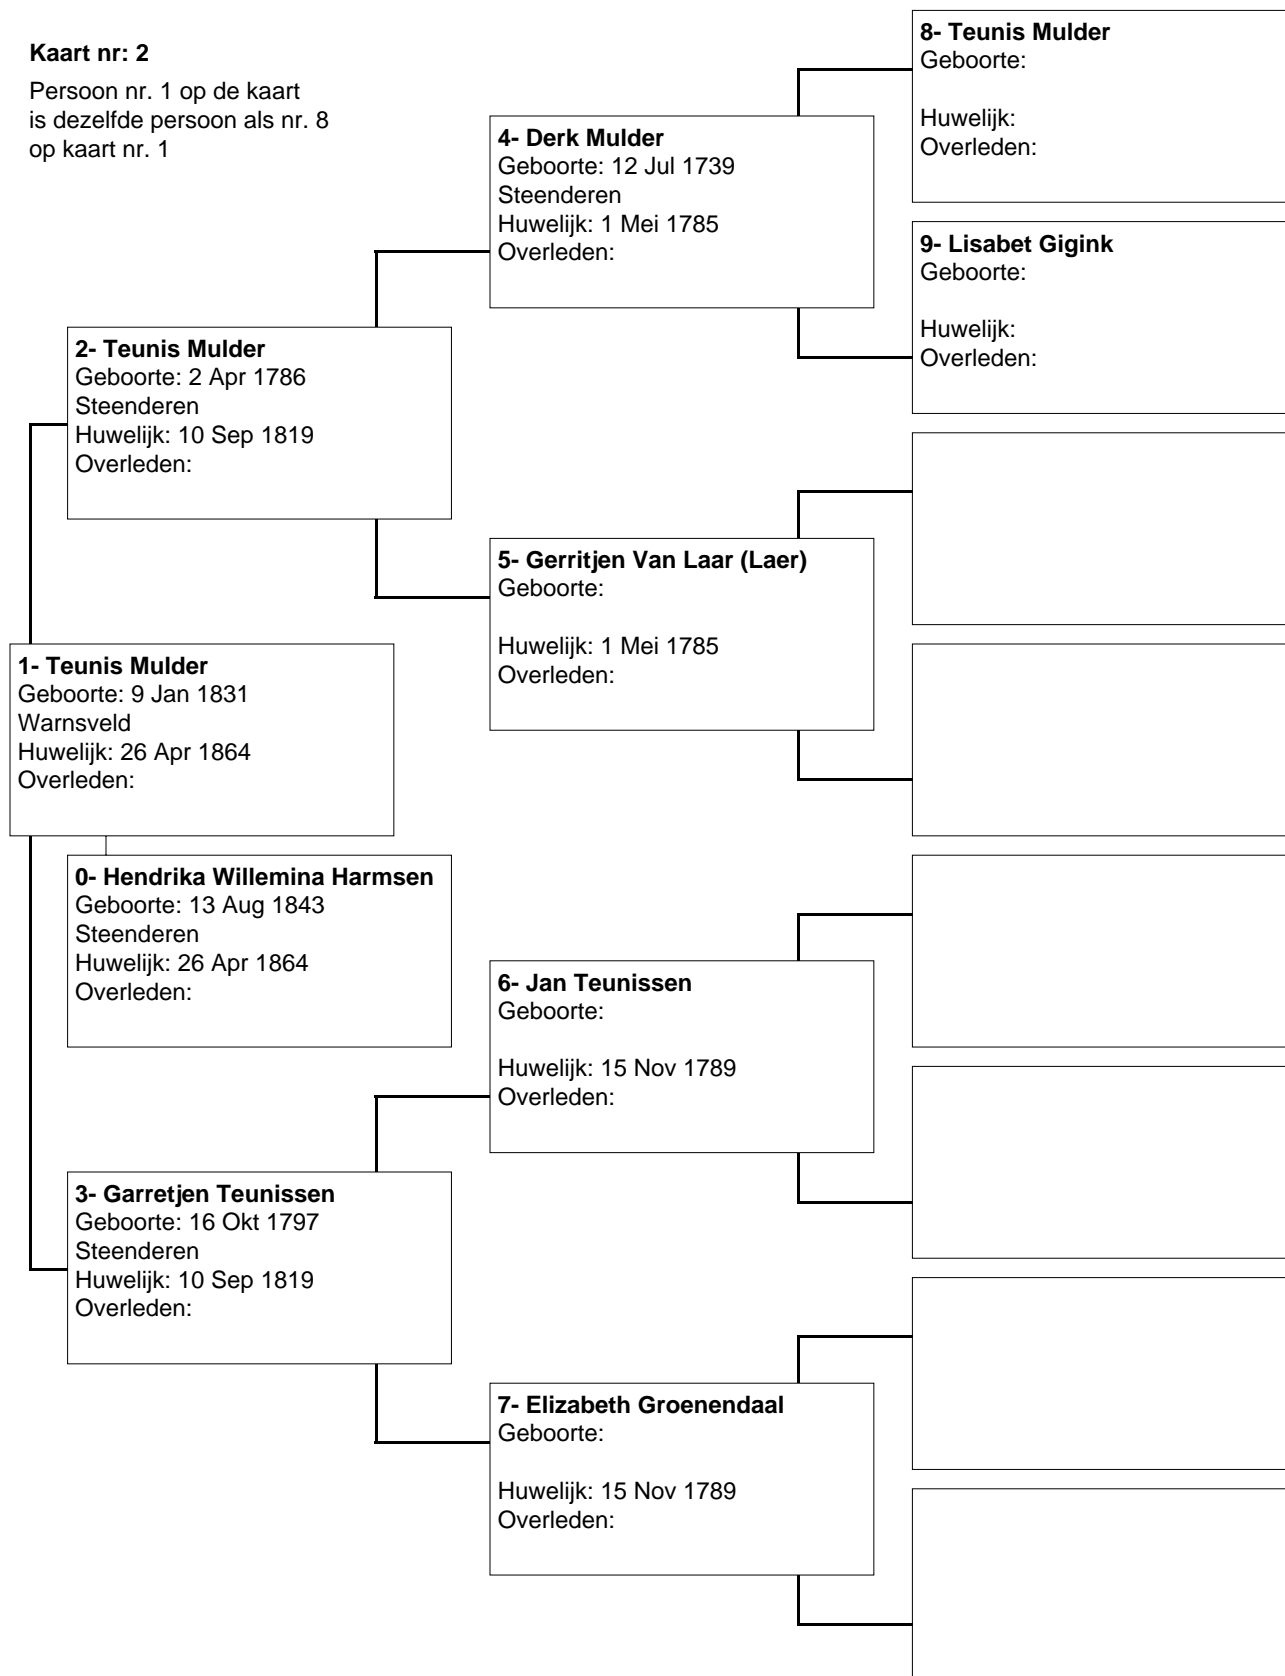 Kaart nr: 2
Persoon nr. 1 op de kaart
is dezelfde persoon als nr. 8
op kaart nr. 1
8- Teunis Mulder
Geboorte:
Huwelijk:
Overleden:
4- Derk Mulder
Geboorte: 12 Jul 1739
Steenderen
Huwelijk: 1 Mei 1785
Overleden:
9- Lisabet Gigink
Geboorte:
Huwelijk:
Overleden:
2- Teunis Mulder
Geboorte: 2 Apr 1786
Steenderen
Huwelijk: 10 Sep 1819
Overleden:
5- Gerritjen Van Laar (Laer)
Geboorte:
Huwelijk: 1 Mei 1785
Overleden:
1- Teunis Mulder
Geboorte: 9 Jan 1831
Warnsveld
Huwelijk: 26 Apr 1864
Overleden:
0- Hendrika Willemina Harmsen
Geboorte: 13 Aug 1843
Steenderen
Huwelijk: 26 Apr 1864
Overleden:
6- Jan Teunissen
Geboorte:
Huwelijk: 15 Nov 1789
Overleden:
3- Garretjen Teunissen
Geboorte: 16 Okt 1797
Steenderen
Huwelijk: 10 Sep 1819
Overleden:
7- Elizabeth Groenendaal
Geboorte:
Huwelijk: 15 Nov 1789
Overleden: